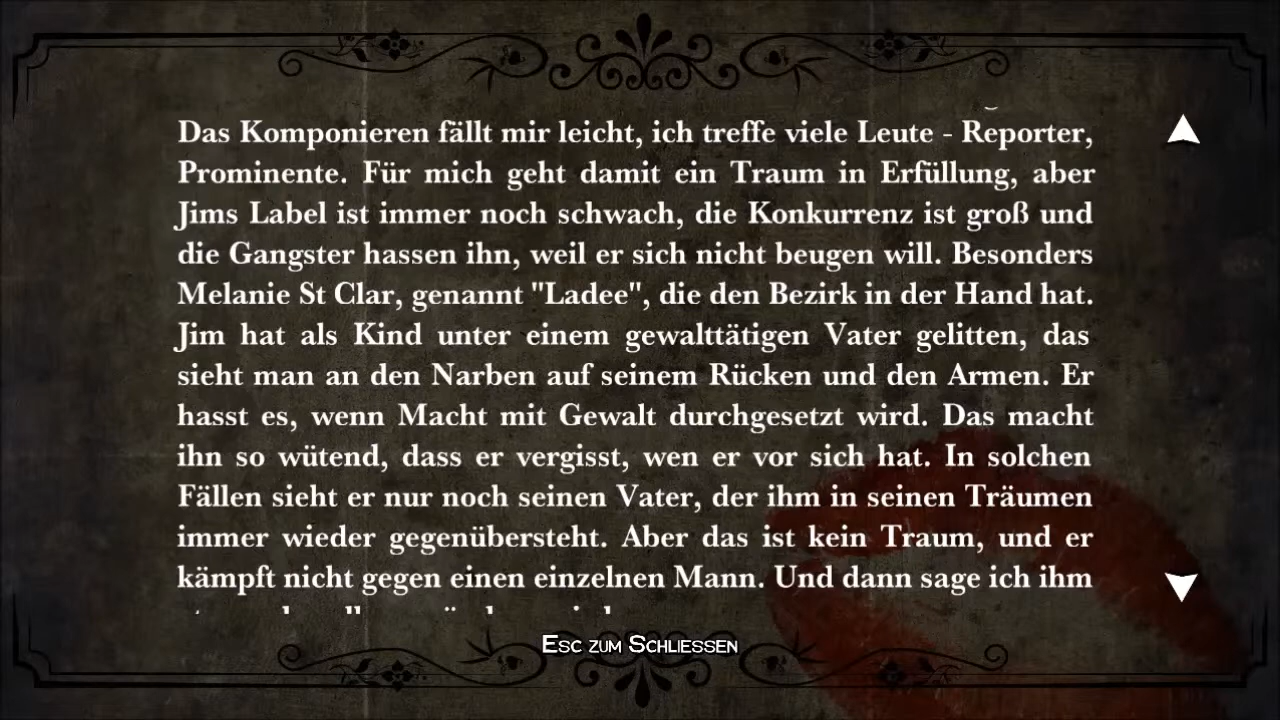 Das Komponieren fällt mir leicht, ich treffe viele Leute - Reporter,
Prominente. Für mich geht damit ein Traum in Erfüllung, aber
Jims Label ist immer noch schwach, die Konkurrenz ist groß und
die Gangster hassen ihn, weil er sich nicht beugen will. Besonders
Melanie St Clar, genannt "Ladee", die den Bezirk in der Hand hat.
Jim hat als Kind unter einem gewalttätigen Vater gelitten, das
sieht man an den Narben auf seinem Rücken und den Armen. Er
hasst es, wenn Macht mit Gewalt durchgesetzt wird. Das macht
ihn so wütend, dass er vergisst, wen er vor sich hat. In solchen
Fällen sieht er nur noch seinen Vater, der ihm in seinen Träumen
immer wieder gegenübersteht. Aber das ist kein Traum, und er
kämpft nicht gegen einen einzelnen Mann. Und dann sage ich ihm
Esc zum Schliessen